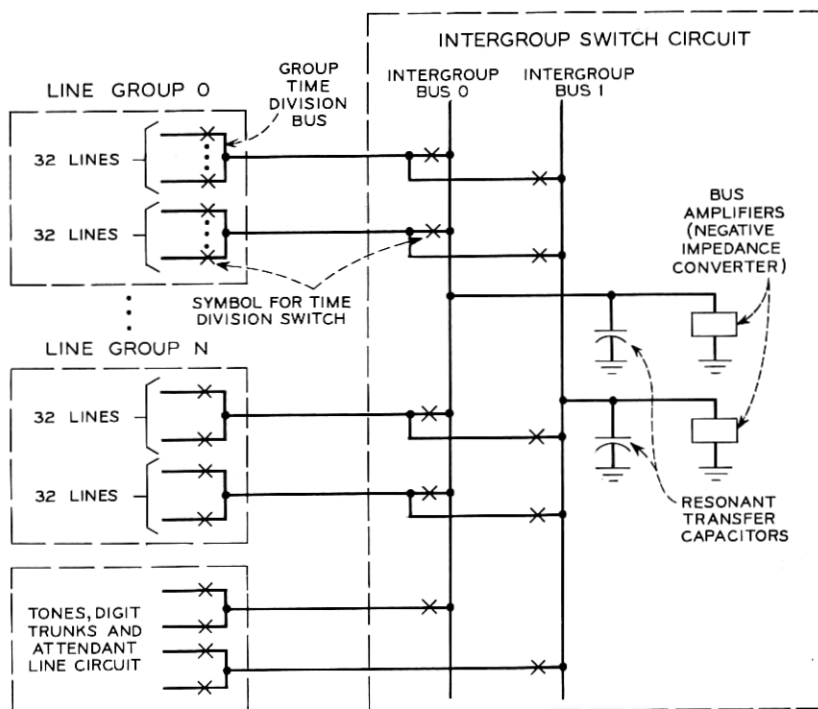 INTERGROUP SWITCH CIRCUIT
LINE GROUP 0
GROUP
TIME
DIVISION
BUS
INTERGROUP
BUS 0
INTERGROUP
BUS 1
32 LINES
32 LINES
SYMBOL FOR TIME
DIVISION SWITCH
BUS
AMPLIFIERS
(NEGATIVE
IMPEDANCE
CONVERTER)
LINE GROUP N
32 LINES
32 LINES
RESONANT
TRANSFER
CAPACITORS
TONES, DIGIT
TRUNKS AND
ATTENDANT
LINE CIRCUIT